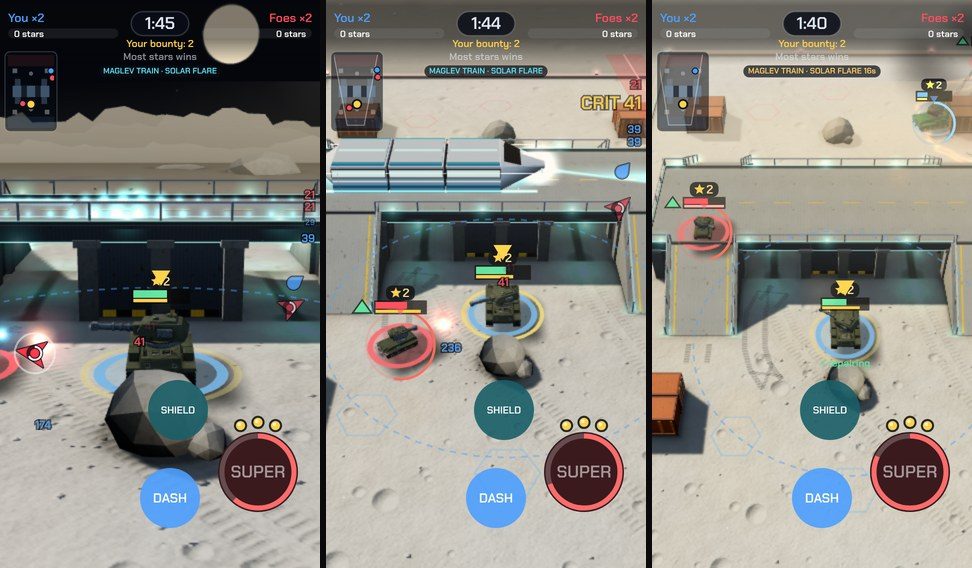 You ×2
1:45
Foes ×2
0 stars
0 stars
Your bounty: 2
Most stars wins
MAGLEV TRAIN · SOLAR FLARE
21
21
39
2
41
174
SHIELD
SUPER
DASH
You ×2
1:44
Foes ×2
0 stars
0 stars
Your bounty: 2
Most stars wins
MAGLEV TRAIN · SOLAR FLARE
21
CRIT 41
39
39
2
41
★2
236
SHIELD
SUPER
DASH
You ×2
1:40
Foes ×2
0 stars
0 stars
Your bounty: 2
Most stars wins
MAGLEV TRAIN · SOLAR FLARE 16s
★2
★2
2
SHIELD
SUPER
DASH